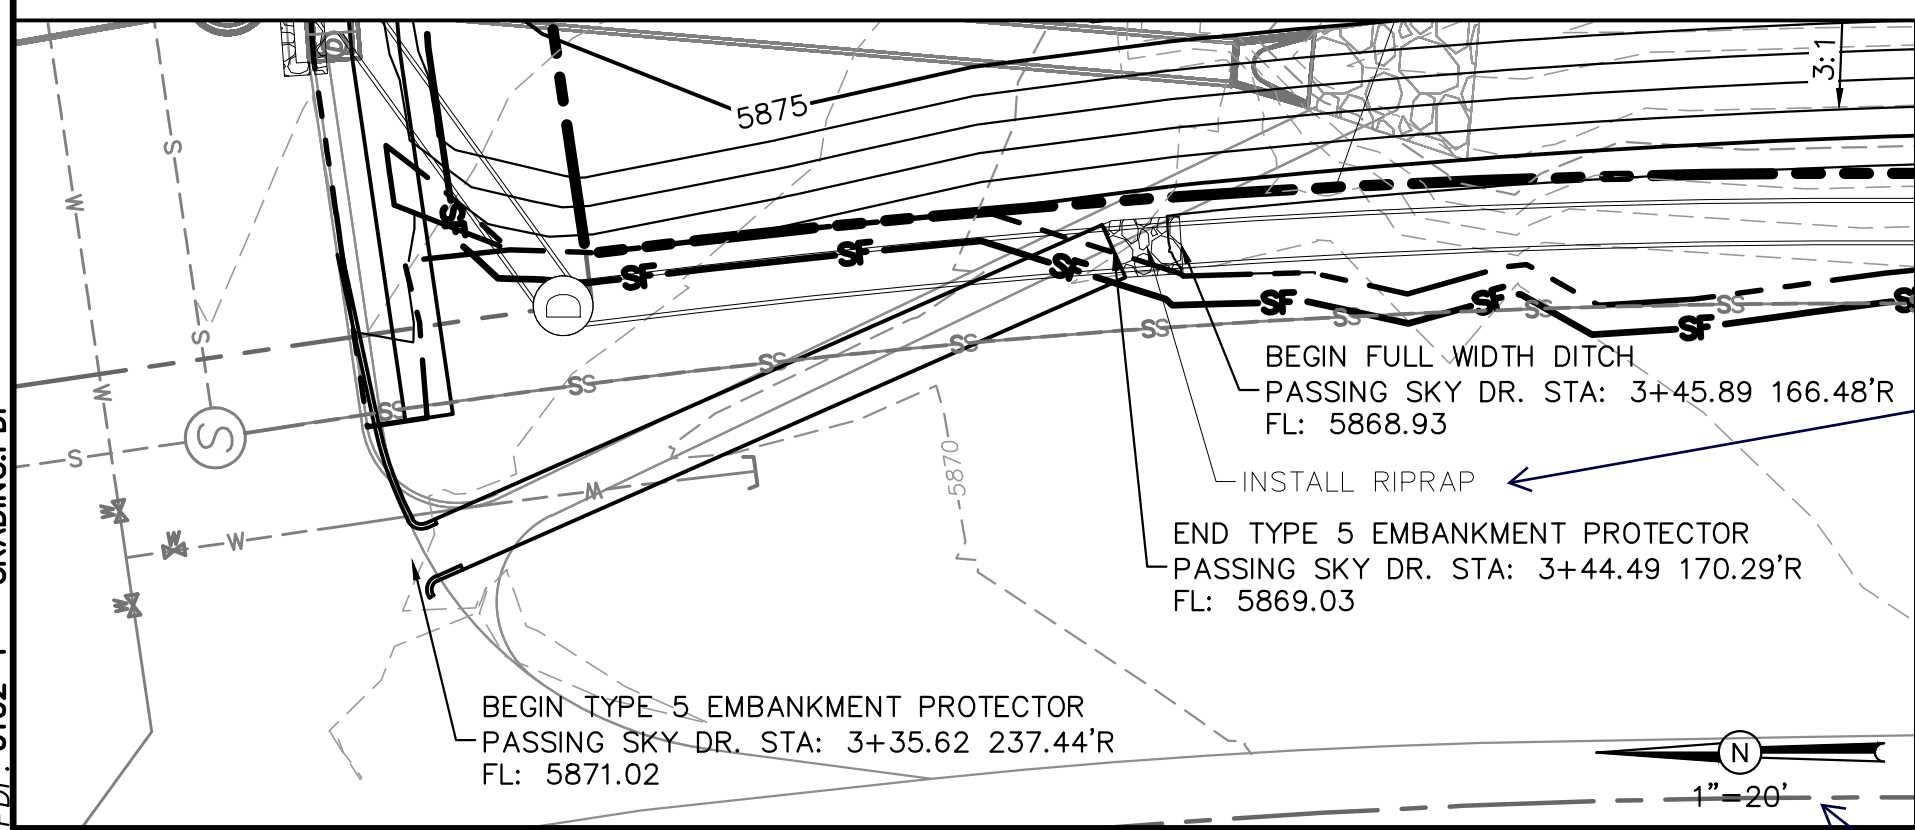 5875
3:1
S
W
S
W
S
S
W
W
W
W
W
D
SF
SF
SF
SF
SF
SF
SF
SS
SS
SS
SS
SS
SS
SS
SS
BEGIN FULL WIDTH DITCH
PASSING SKY DR. STA: 3+45.89 166.48'R
FL: 5868.93
INSTALL RIPRAP
5870
END TYPE 5 EMBANKMENT PROTECTOR
PASSING SKY DR. STA: 3+44.49 170.29'R
FL: 5869.03
BEGIN TYPE 5 EMBANKMENT PROTECTOR
PASSING SKY DR. STA: 3+35.62 237.44'R
FL: 5871.02
N
1"=20'